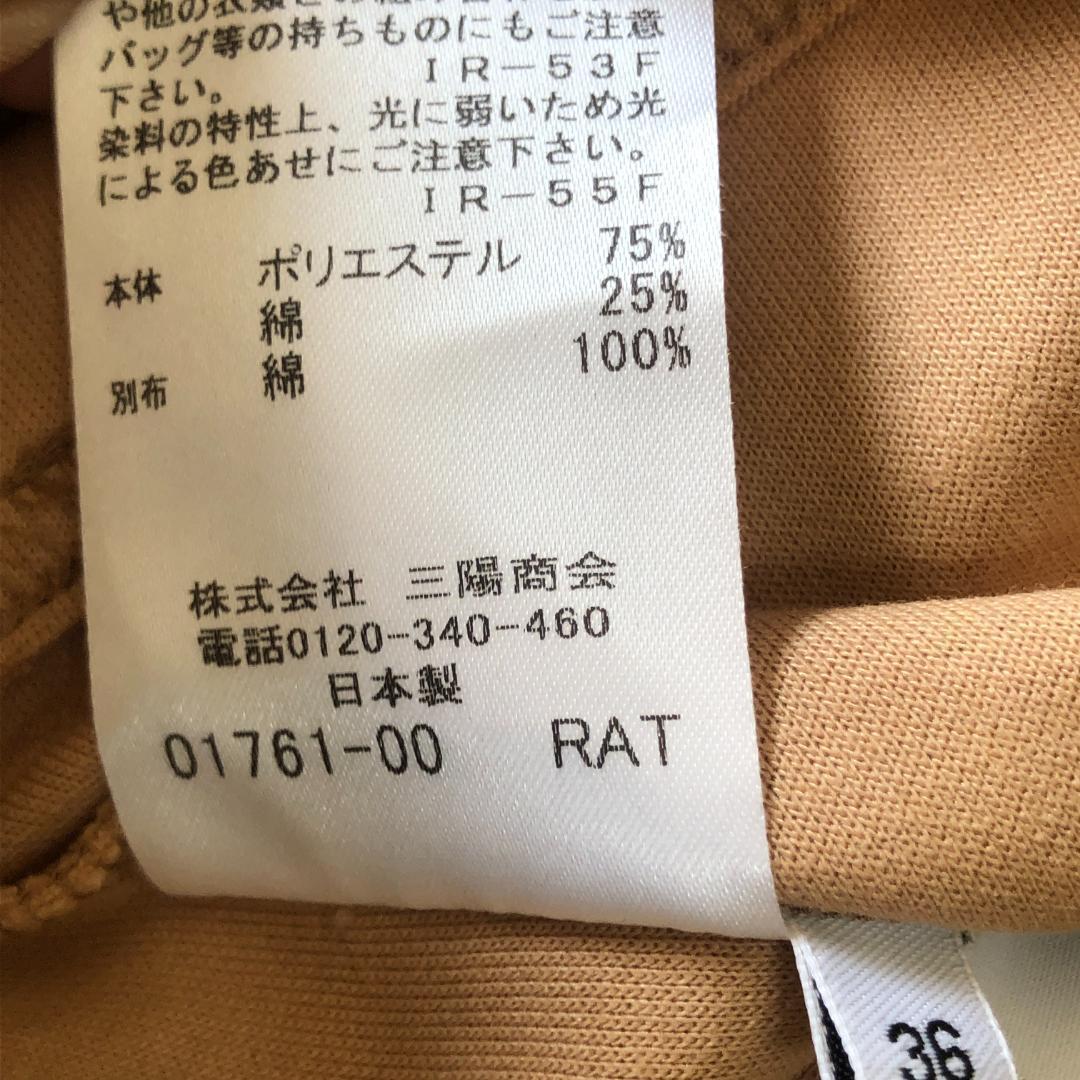 や他の衣類
バッグ等の持ちものにもご注意
下さい。 IR-53F
染料の特性上、光に弱いため光
による色あせにご注意下さい。
IR-55F
本体 ポリエステル 75%
綿 25%
別布 綿 100%
株式会社 三陽商会
電話0120-340-460
日本製
01761-00 RAT
36